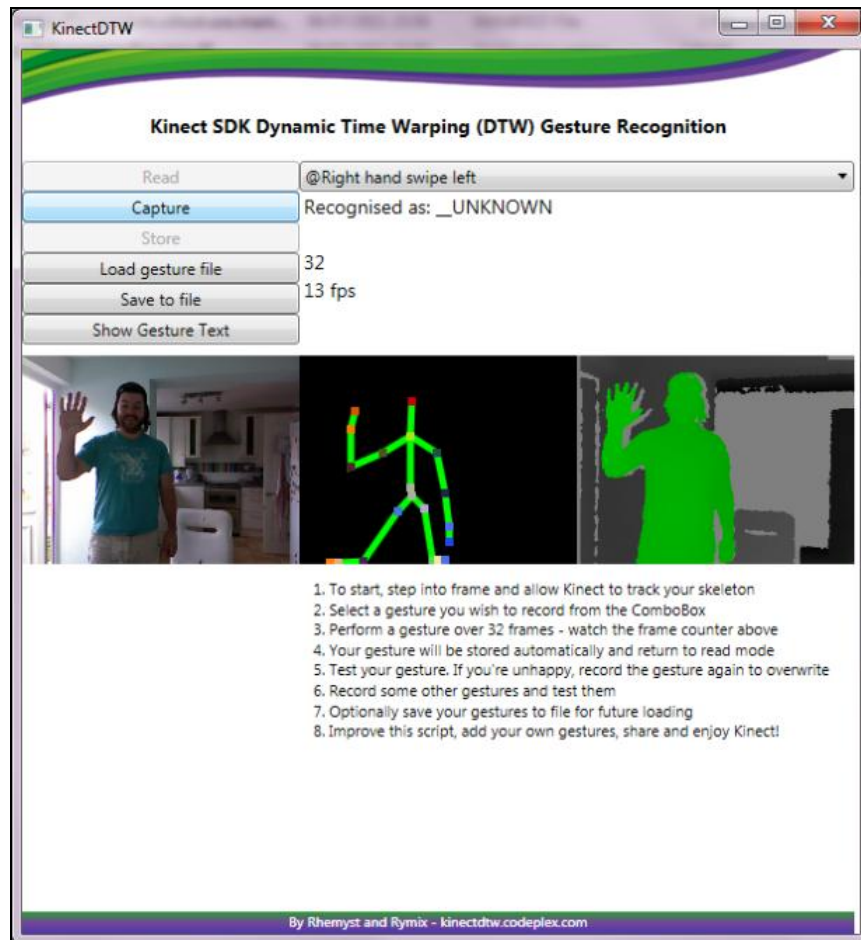 KinectDTW
Kinect SDK Dynamic Time Warping (DTW) Gesture Recognition
Read
@Right hand swipe left
Capture
Recognised as: __UNKNOWN
Store
Load gesture file
32
Save to file
13 fps
Show Gesture Text
1. To start, step into frame and allow Kinect to track your skeleton
2. Select a gesture you wish to record from the ComboBox
3. Perform a gesture over 32 frames - watch the frame counter above
4. Your gesture will be stored automatically and return to read mode
5. Test your gesture. If you're unhappy, record the gesture again to overwrite
6. Record some other gestures and test them
7. Optionally save your gestures to file for future loading
8. Improve this script, add your own gestures, share and enjoy Kinect!
By Rhemyst and Rymix - kinectdtw.codeplex.com